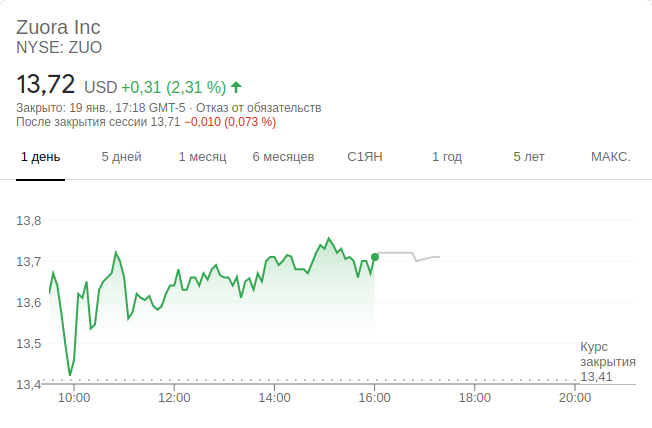 Zuora Inc
NYSE: ZUO
13,72 USD +0,31 (2,31 %)
Закрыто: 19 янв., 17:18 GMT-5 · Отказ от обязательств
После закрытия сессии 13,71 −0,010 (0,073 %)
1 день 5 дней 1 месяц 6 месяцев С1ЯН 1 год 5 лет МАКС.
13,8
13,7
13,6
13,5
Курс
закрытия
13,41
13,4
10:00 12:00 14:00 16:00 18:00 20:00